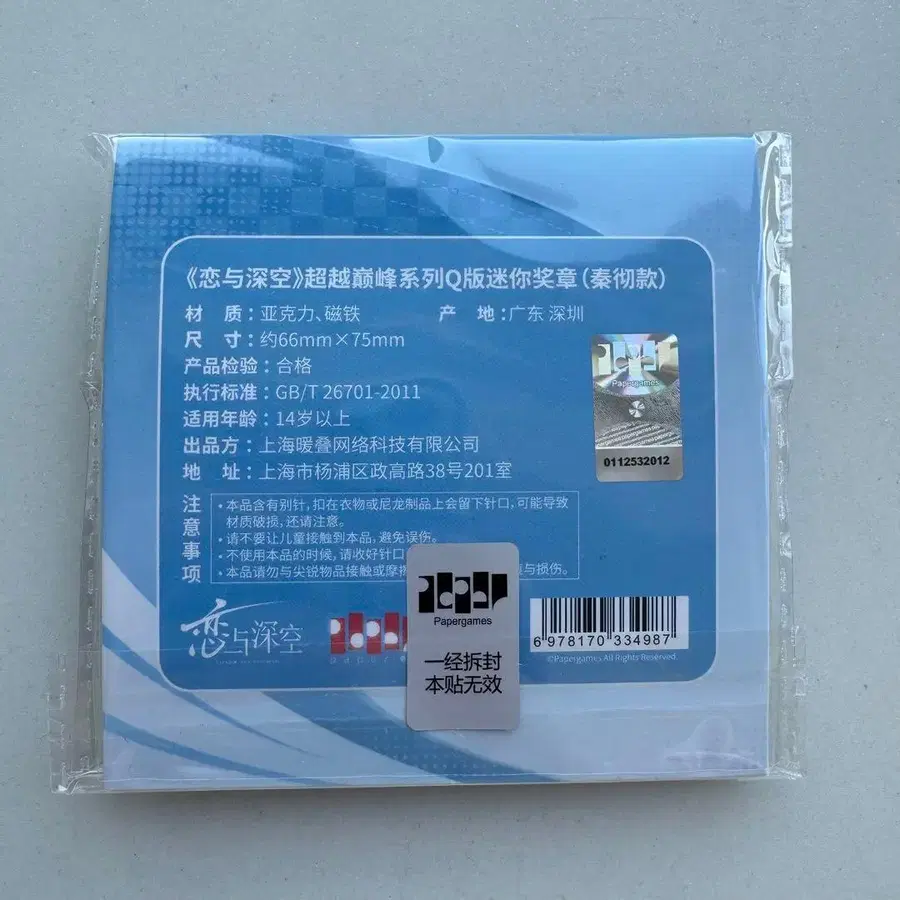 《恋与深空》超越巅峰系列Q版迷你奖章(秦彻款)
材 质:亚克力、磁铁 产 地:广东 深圳
尺 寸:约66mm×75mm
产品检验:合格
执行标准:GB/T 26701-2011
适用年龄:14岁以上
出品方:上海暖叠网络科技有限公司
地 址:上海市杨浦区政高路38号201室
注意事项
•本品含有别针,扣在衣物或尼龙制品上会留下针口,可能导致
材质破损,还请注意。
•请不要让儿童接触到本品,避免误伤。
•不使用本品的时候,请收好针口
•本品请勿与尖锐物品接触或摩擦 与损伤。
Papergames
0112532012
恋与深空
Papergames
一经拆封
本贴无效
6 978170 334987
©Papergames All Rights Reserved.